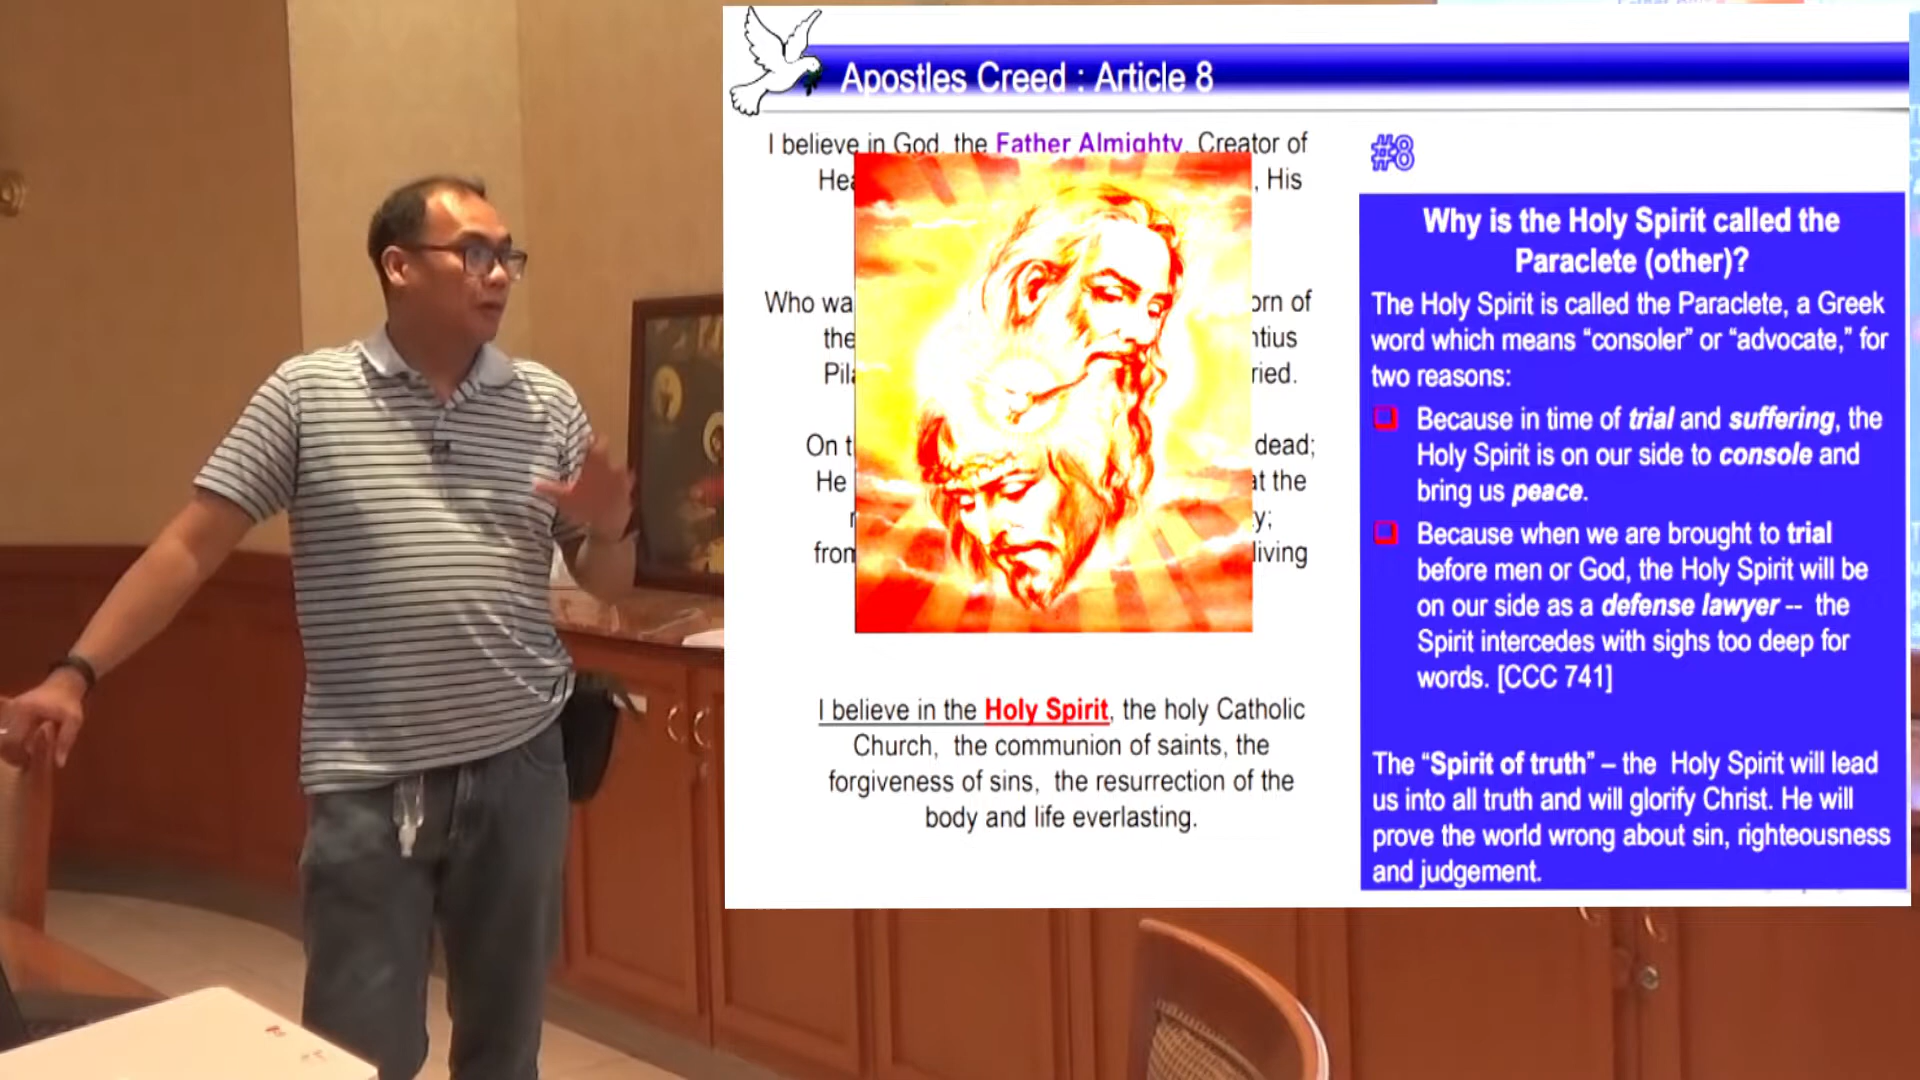 Apostles Creed : Article 8
I believe in God, the Father Almighty, Creator of
His
Who
orn of
the
Pil
ried.
On
dead;
He
at the
from
living
I believe in the Holy Spirit, the holy Catholic
Church, the communion of saints, the
forgiveness of sins, the resurrection of the
body and life everlasting.
#8
Why is the Holy Spirit called the
Paraclete (other)?
The Holy Spirit is called the Paraclete, a Greek
word which means “consoler” or “advocate,” for
two reasons:
Because in time of trial and suffering, the
Holy Spirit is on our side to console and
bring us peace.
Because when we are brought to trial
before men or God, the Holy Spirit will be
on our side as a defense lawyer -- the
Spirit intercedes with sighs too deep for
words. [CCC 741]
The “Spirit of truth” – the Holy Spirit will lead
us into all truth and will glorify Christ. He will
prove the world wrong about sin, righteousness
and judgement.